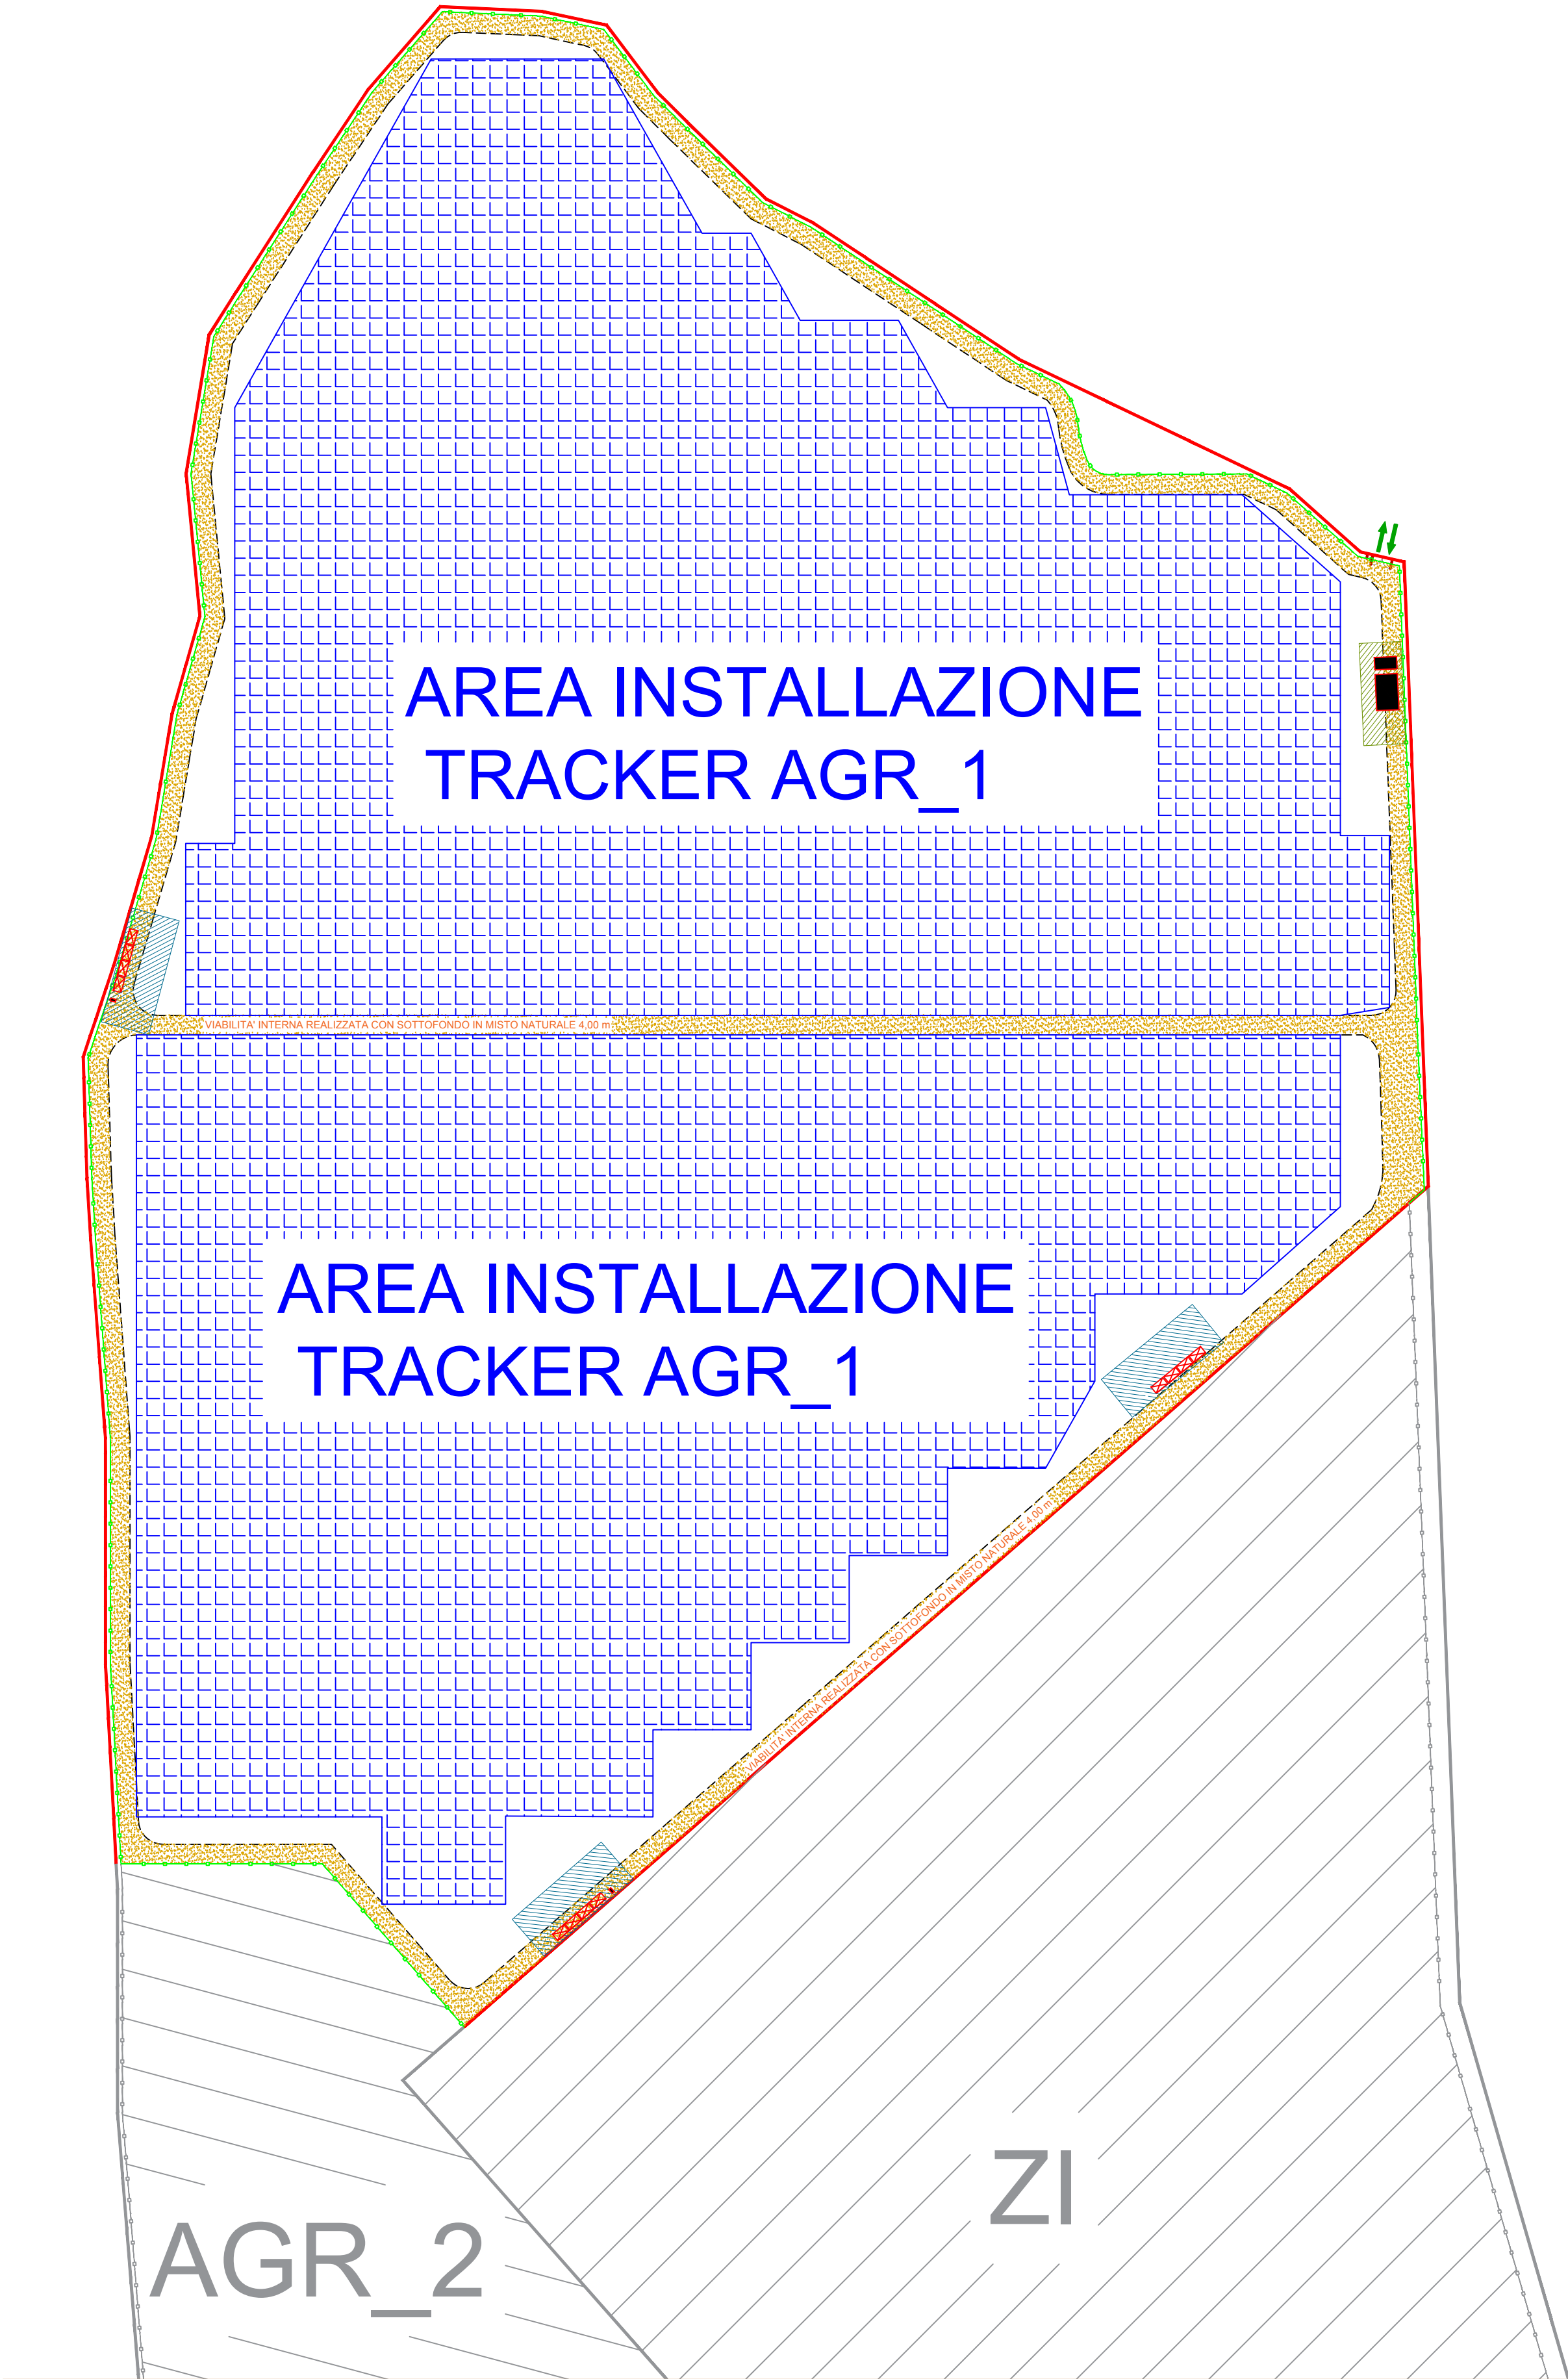 AREA INSTALLAZIONE
TRACKER AGR_1
VIABILITA' INTERNA REALIZZATA CON SOTTOFONDO IN MISTO NATURALE 4,00 m
AREA INSTALLAZIONE
TRACKER AGR_1
VIABILITA' INTERNA REALIZZATA CON SOTTOFONDO IN MISTO NATURALE 4,00 m
ZI
AGR_2